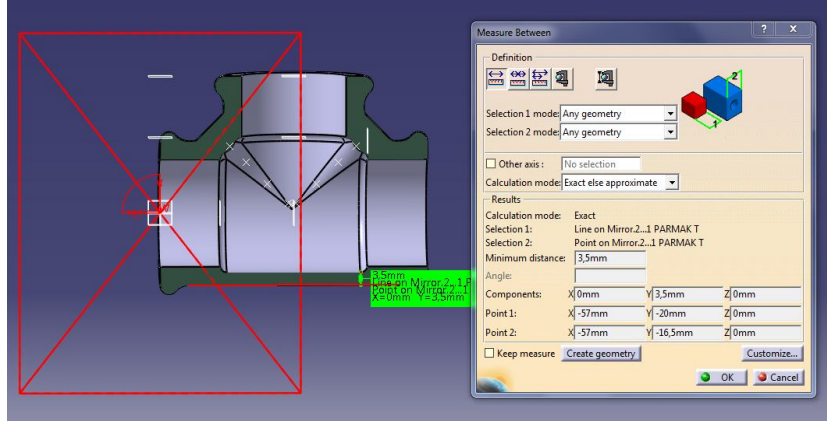 Measure Between
Definition
Selection 1 mode: Any geometry
Selection 2 mode: Any geometry
2
1
Other axis : No selection
Calculation mode: Exact else approximate
Results
Calculation mode: Exact
Selection 1: Line on Mirror.2...1 PARMAK T
Selection 2: Point on Mirror.2...1 PARMAK T
Minimum distance: 3,5mm
Angle:
Components: X 0mm Y 3,5mm Z 0mm
Point 1: X -57mm Y -20mm Z 0mm
Point 2: X -57mm Y -16,5mm Z 0mm
Keep measure Create geometry Customize...
OK Cancel
3,5mm
Line on Mirror.2...1 P
Point on Mirror.2...1
X=0mm Y=3,5mm